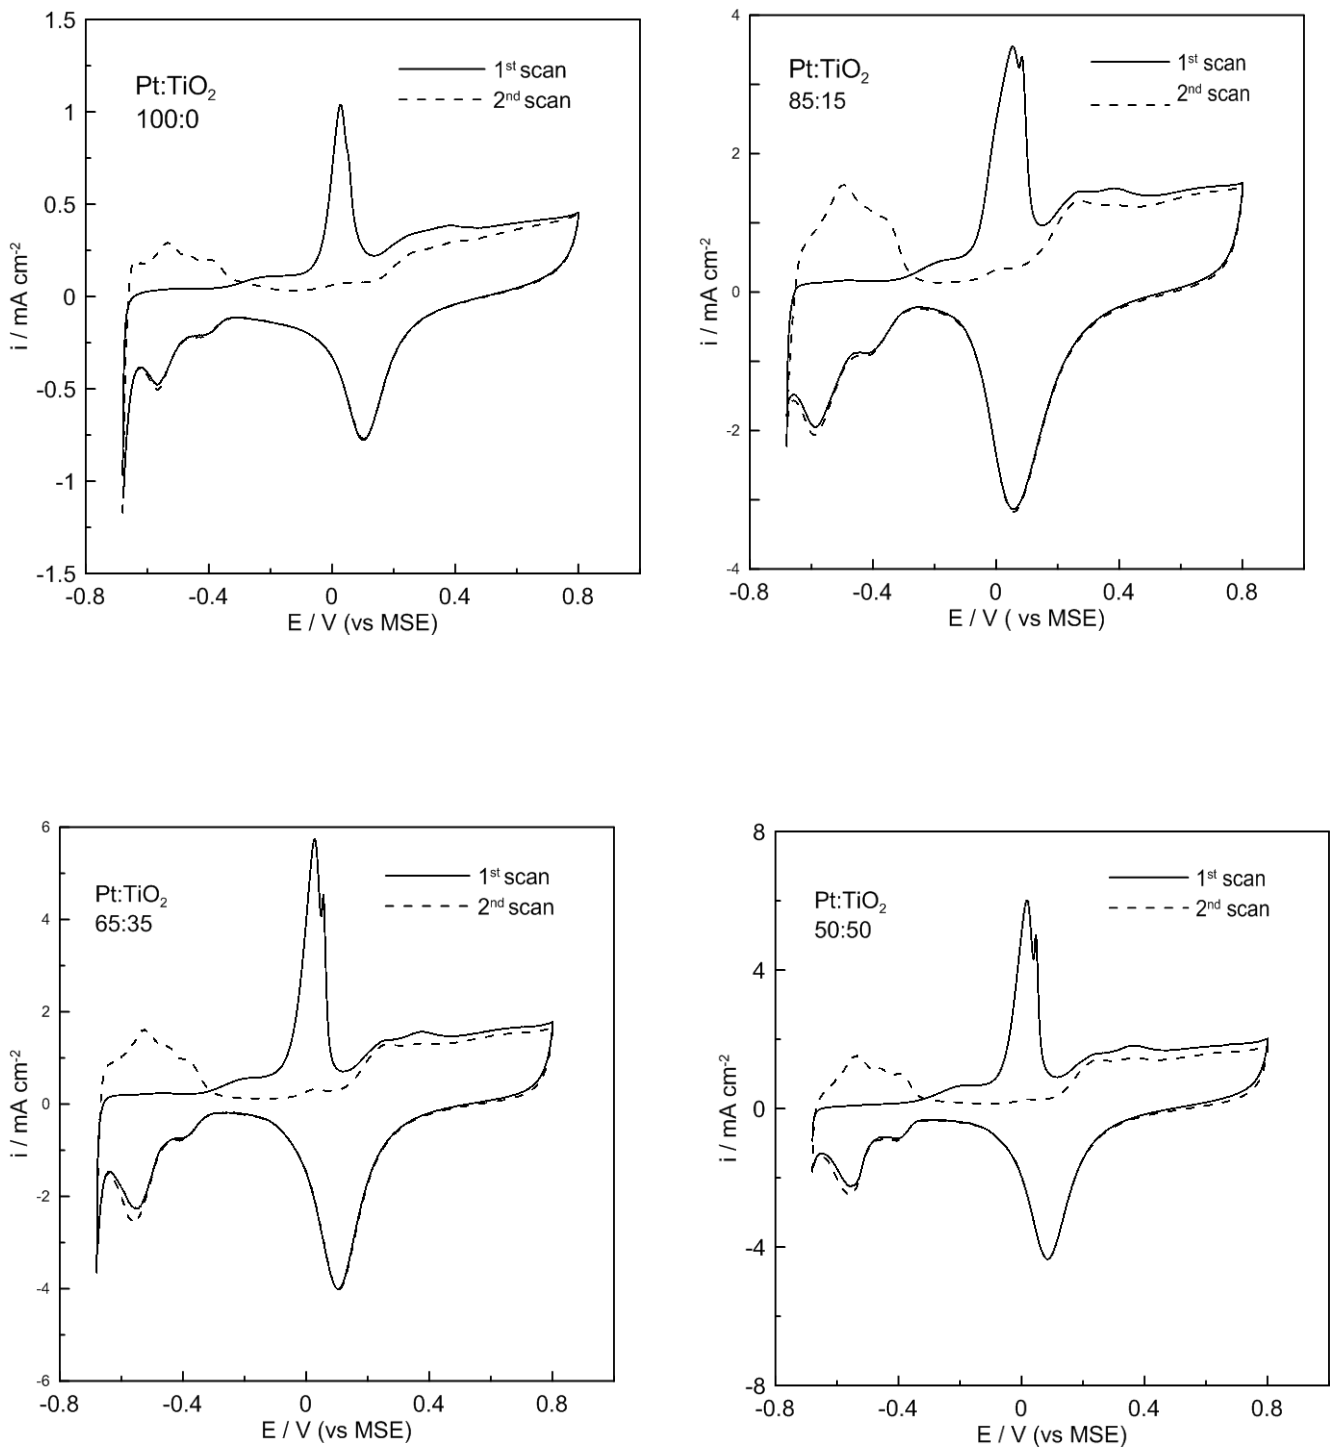 1.5
1
0.5
0
-0.5
-1
-1.5
i / mA cm-2
Pt:TiO2
100:0
1st scan
2nd scan
-0.8 -0.4 0 0.4 0.8
E / V (vs MSE)
4
2
0
-2
-4
i / mA cm-2
Pt:TiO2
85:15
1st scan
2nd scan
-0.8 -0.4 0 0.4 0.8
E / V ( vs MSE)
6
4
2
0
-2
-4
-6
i / mA cm-2
Pt:TiO2
65:35
1st scan
2nd scan
-0.8 -0.4 0 0.4 0.8
E / V (vs MSE)
8
4
0
-4
-8
i / mA cm-2
Pt:TiO2
50:50
1st scan
2nd scan
-0.8 -0.4 0 0.4 0.8
E / V (vs MSE)